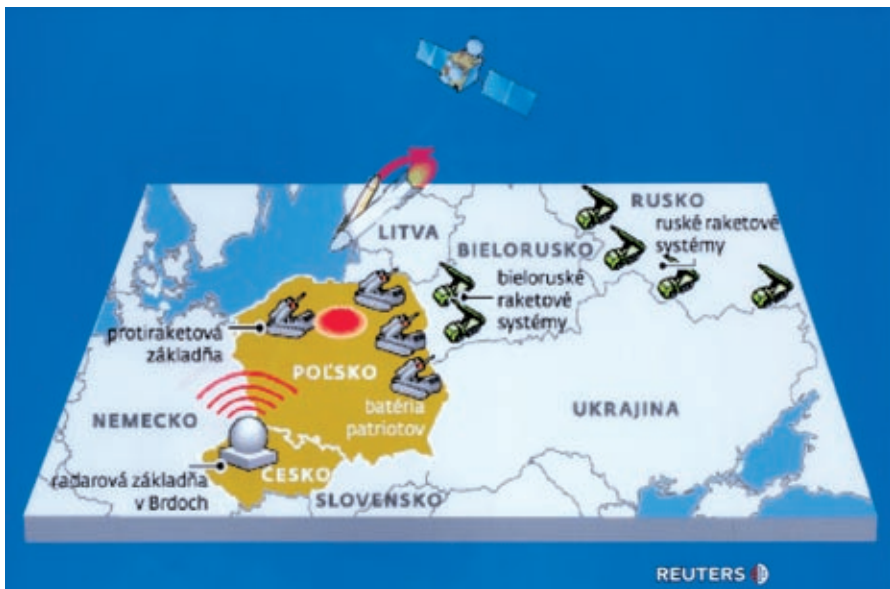 RUSKO
ruské raketové
systémy
LITVA
BIELORUSKO
bieloruské
raketové
systémy
protiraketová
základňa
POĽSKO
batéria
patriotov
NEMECKO
UKRAJINA
radarová základňa
v Brdoch
ČESKO
SLOVENSKO
REUTERS